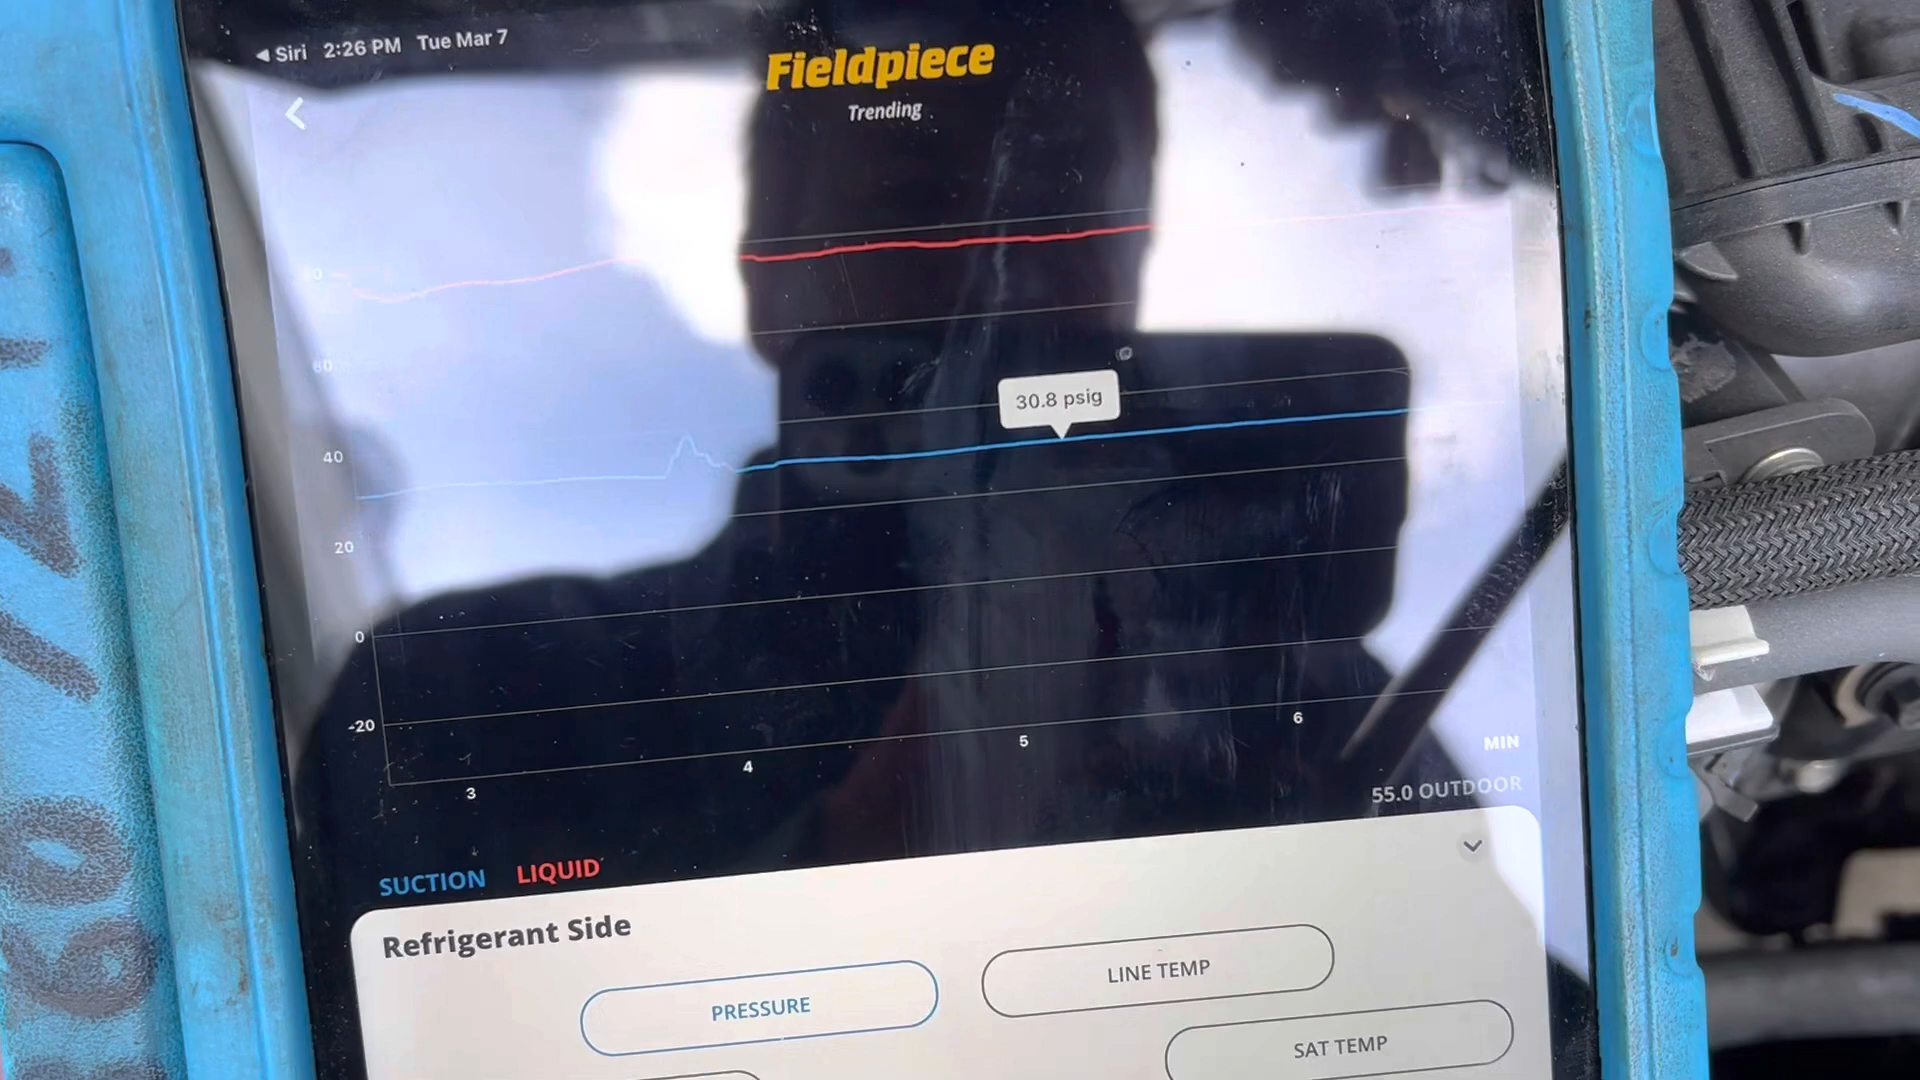 ◀ Siri 2:26 PM Tue Mar 7
Fieldpiece
Trending
30.8 psig
60
40
20
0
-20
3
4
5
6
MIN
55.0 OUTDOOR
SUCTION LIQUID
Refrigerant Side
PRESSURE
LINE TEMP
SAT TEMP